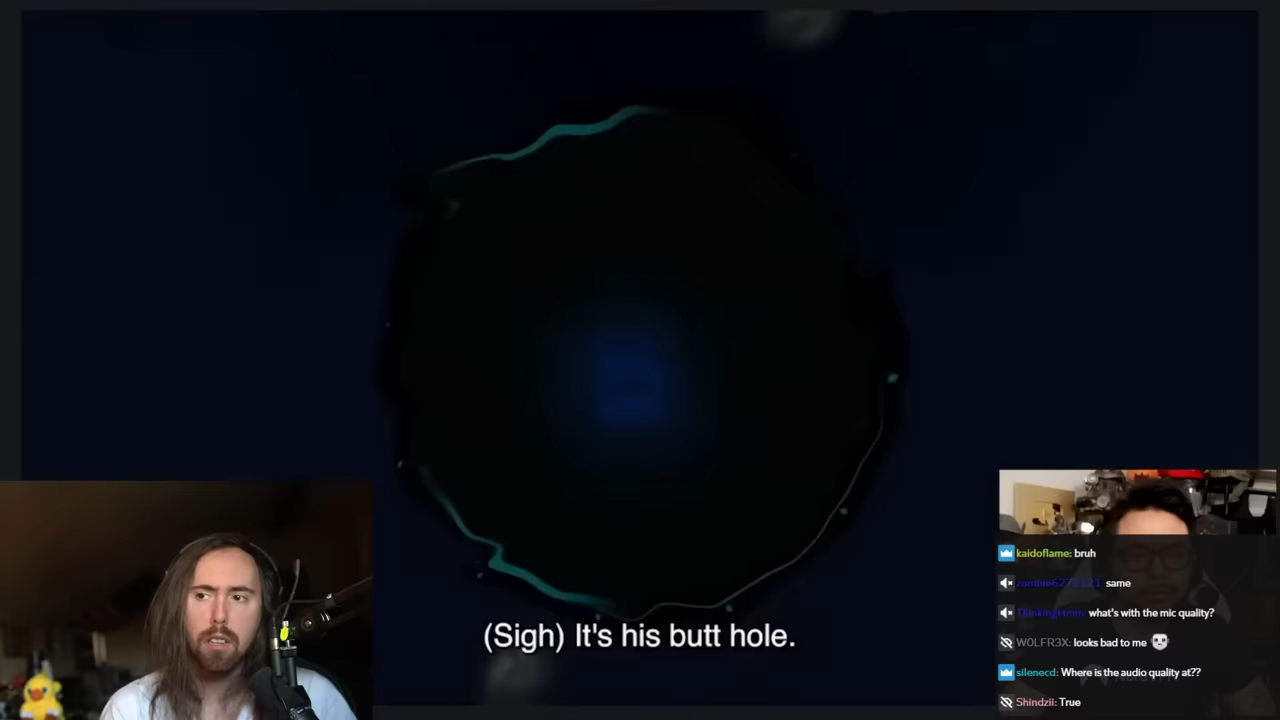 (Sigh) It's his butt hole.
kaidoflame: bruh
same
what's with the mic quality?
W0LFR3X: looks bad to me
silenecd: Where is the audio quality at??
Shindzii: True